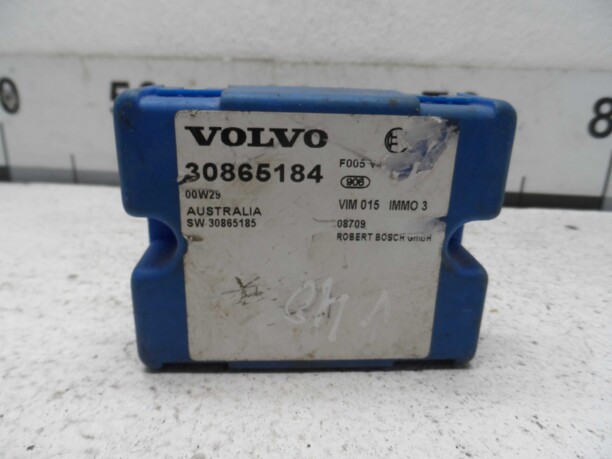 VOLVO
30865184 F005 V
00W29 906
VIM 015 IMMO 3
AUSTRALIA 08709
SW 30865185 ROBERT BOSCH GmbH